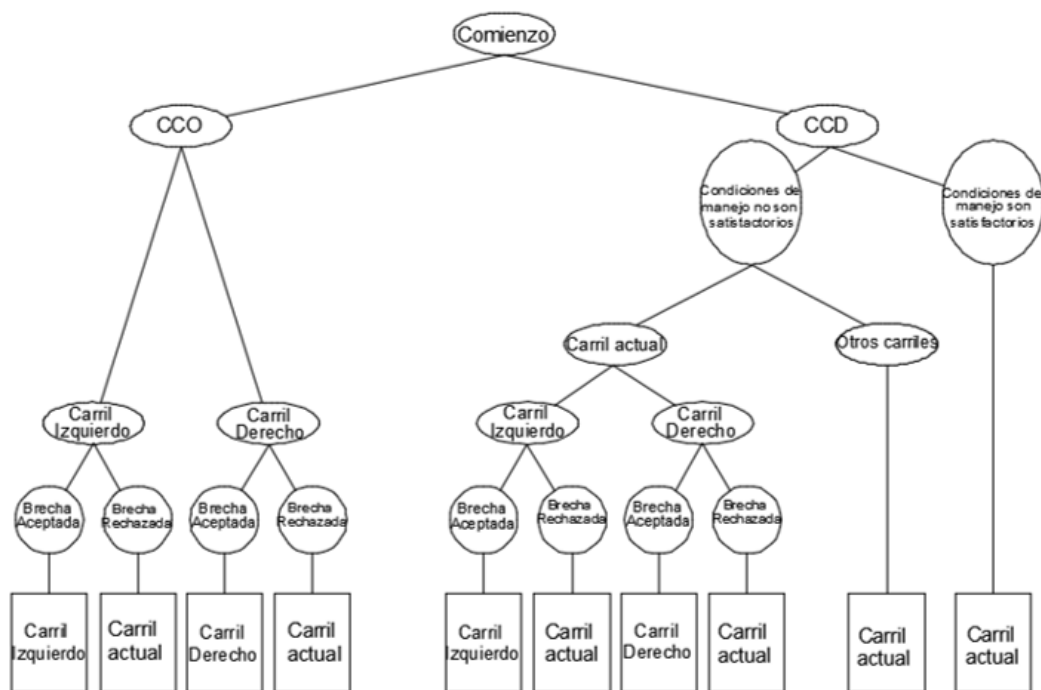 Comienzo
CCO
CCD
Condiciones de
manejo no son
satistactorios
Condiciones de
manejo son
satisfactorios
Carril actual
Otros carriles
Carril
Izquierdo
Carril
Derecho
Carril
Izquierdo
Carril
Derecho
Brecha
Aceptada
Brecha
Rechazada
Brecha
Aceptada
Brecha
Rechazada
Brecha
Aceptada
Brecha
Rechazada
Brecha
Aceptada
Brecha
Rechazada
Carril
Izquierdo
Carril
actual
Carril
Derecho
Carril
actual
Carril
Izquierdo
Carril
actual
Carril
Derecho
Carril
actual
Carril
actual
Carril
actual